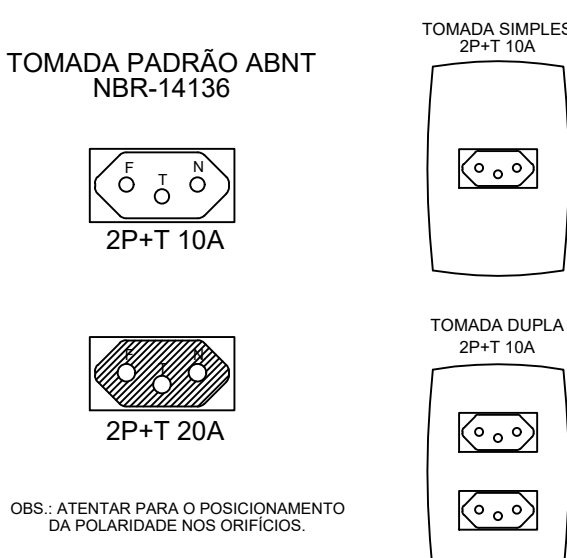 TOMADA PADRÃO ABNT
NBR-14136
F
T
N
2P+T 10A
F
T
N
2P+T 20A
OBS.: ATENTAR PARA O POSICIONAMENTO
DA POLARIDADE NOS ORIFÍCIOS.
TOMADA SIMPLES
2P+T 10A
TOMADA DUPLA
2P+T 10A